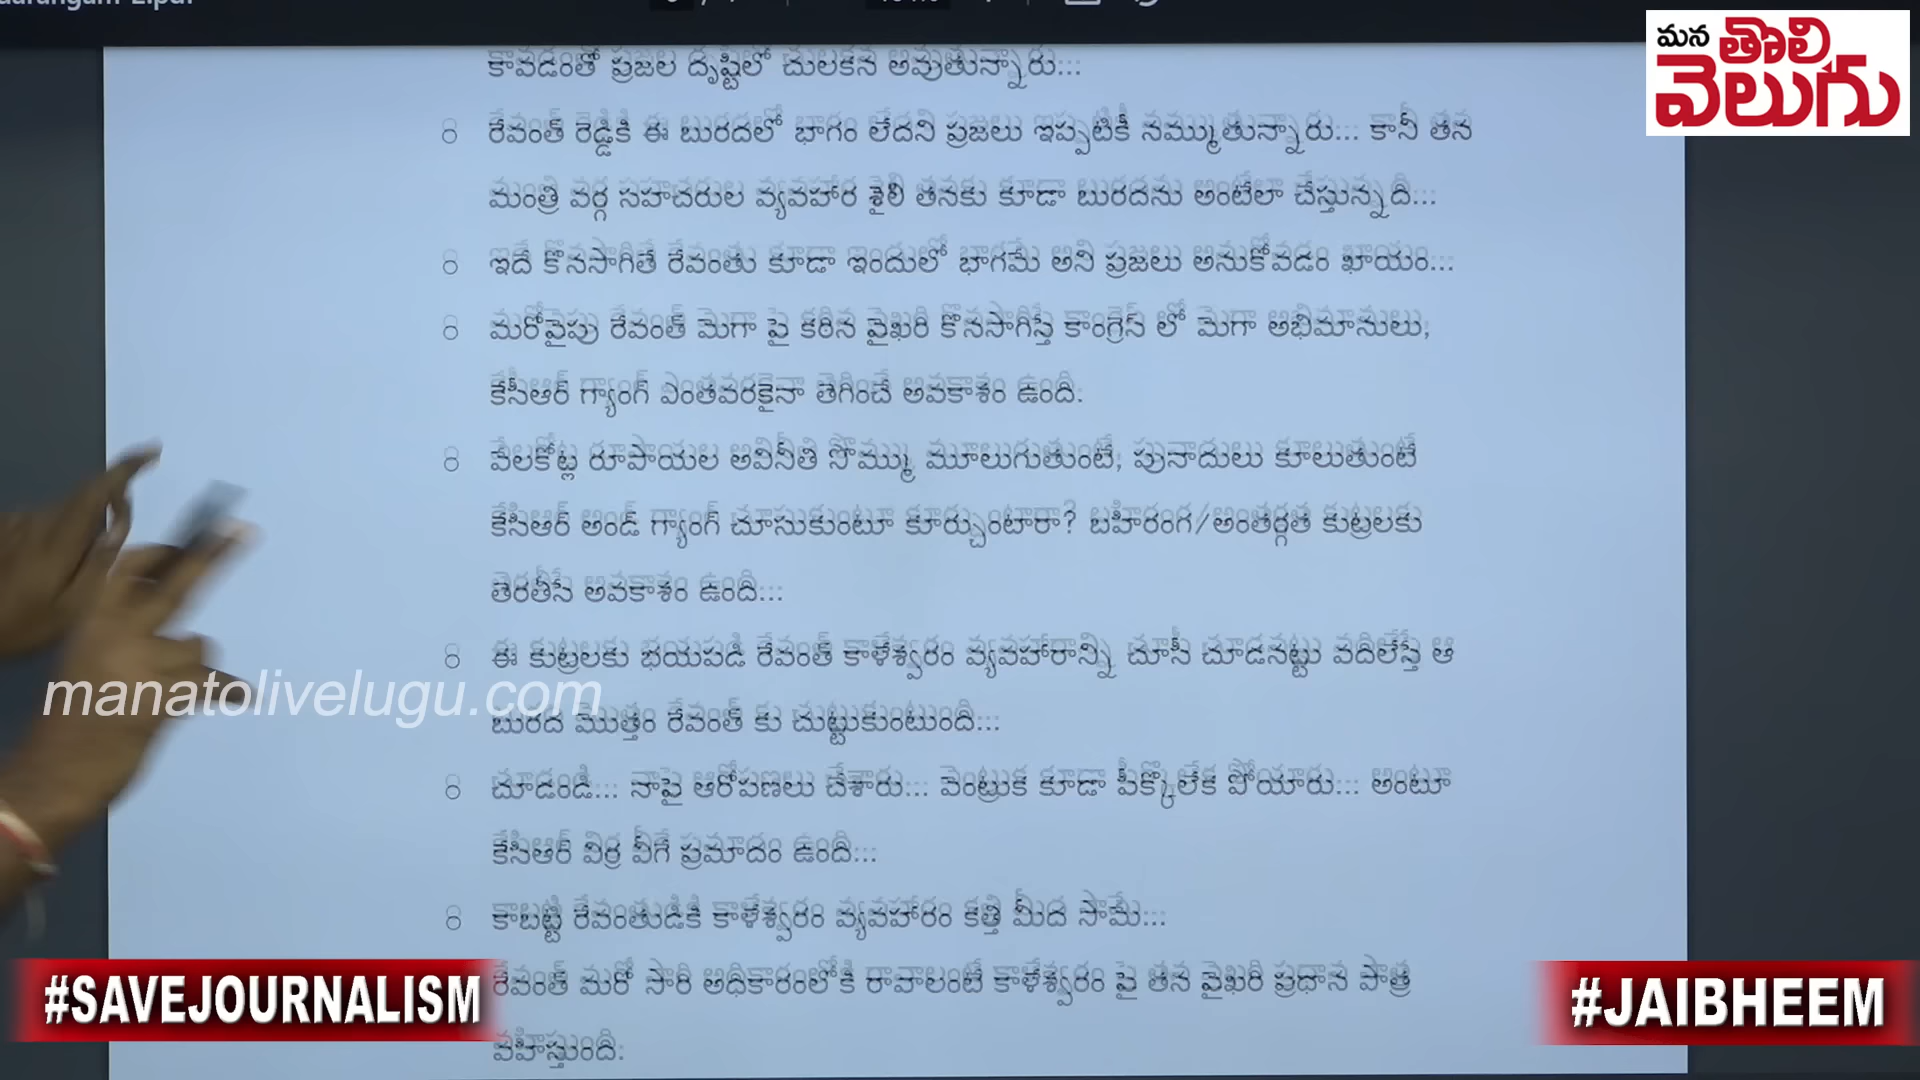 మన
తొలి
వెలుగు
కావడంతో ప్రజల దృష్టిలో చులకన అవుతున్నారు...
రేవంత్ రెడ్డికి ఈ బురదలో భాగం లేదని ప్రజలు ఇప్పటికీ నమ్ముతున్నారు... కానీ తన
మంత్రి వర్గ సహచరుల వ్యవహార శైలి తనకు కూడా బురదను అంటేలా చేస్తున్నది...
ఇదే కొనసాగితే రేవంతు కూడా ఇందులో భాగమే అని ప్రజలు అనుకోవడం ఖాయం...
మరోవైపు రేవంత్ మెగా పై కఠిన వైఖరి కొనసాగిస్తే కాంగ్రెస్ లో మెగా అభిమానులు,
కేసీఆర్ గ్యాంగ్ ఎంతవరకైనా తెగించే అవకాశం ఉంది.
వేలకోట్ల రూపాయల అవినీతి సొమ్ము మూలుగుతుంటే, పునాదులు కూలుతుంటే
కేసిఆర్ అండ్ గ్యాంగ్ చూసుకుంటూ కూర్చుంటారా? బహిరంగ/అంతర్గత కుట్రలకు
తెరతీసే అవకాశం ఉంది...
ఈ కుట్రలకు భయపడి రేవంత్ కాళేశ్వరం వ్యవహారాన్ని చూసీ చూడనట్టు వదిలేస్తే ఆ
బురద మొత్తం రేవంత్ కు చుట్టుకుంటుంది...
చూడండి... నాపై ఆరోపణలు చేశారు... వెంట్రుక కూడా పీక్కొలేక పోయారు... అంటూ
కేసిఆర్ విర్ర వీగే ప్రమాదం ఉంది...
కాబట్టి రేవంతుడికి కాళేశ్వరం వ్యవహారం కత్తి మీద సామే...
రేవంత్ మరో సారి అధికారంలోకి రావాలంటే కాళేశ్వరం పై తన వైఖరి ప్రధాన పాత్ర
వహిస్తుంది.
manatolivelugu.com
#SAVEJOURNALISM
#JAIBHEEM